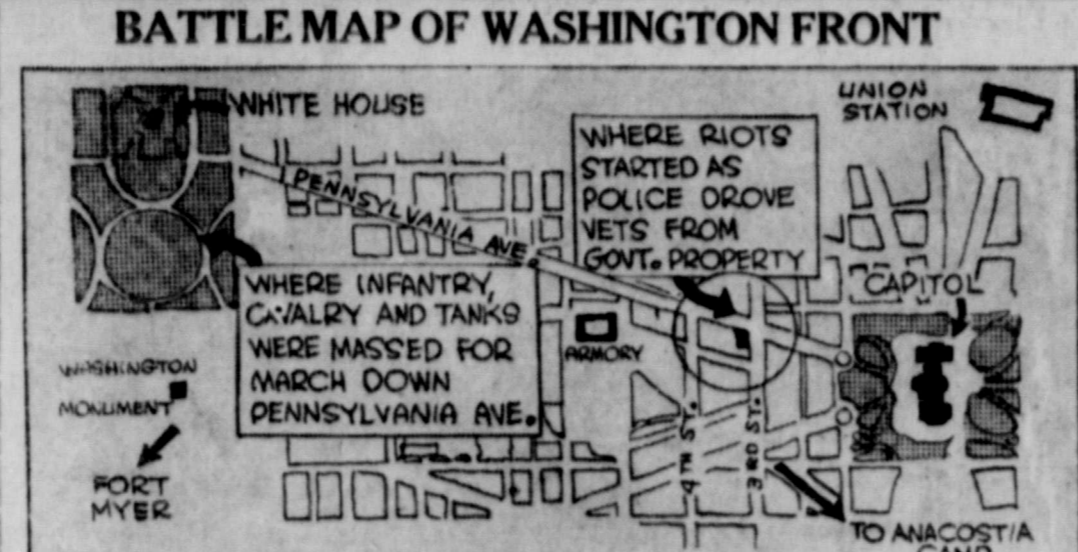 BATTLE MAP OF WASHINGTON FRONT
WHITE HOUSE
UNION
STATION
WHERE RIOTS
STARTED AS
POLICE DROVE
VETS FROM
GOVT. PROPERTY
PENNSYLVANIA AVE.
CAPITOL
WHERE INFANTRY,
CAVALRY AND TANKS
WERE MASSED FOR
MARCH DOWN
PENNSYLVANIA AVE.
ARMORY
WASHINGTON
MONUMENT
FORT
MYER
4TH ST.
3RD ST.
TO ANACOSTIA
CAMP